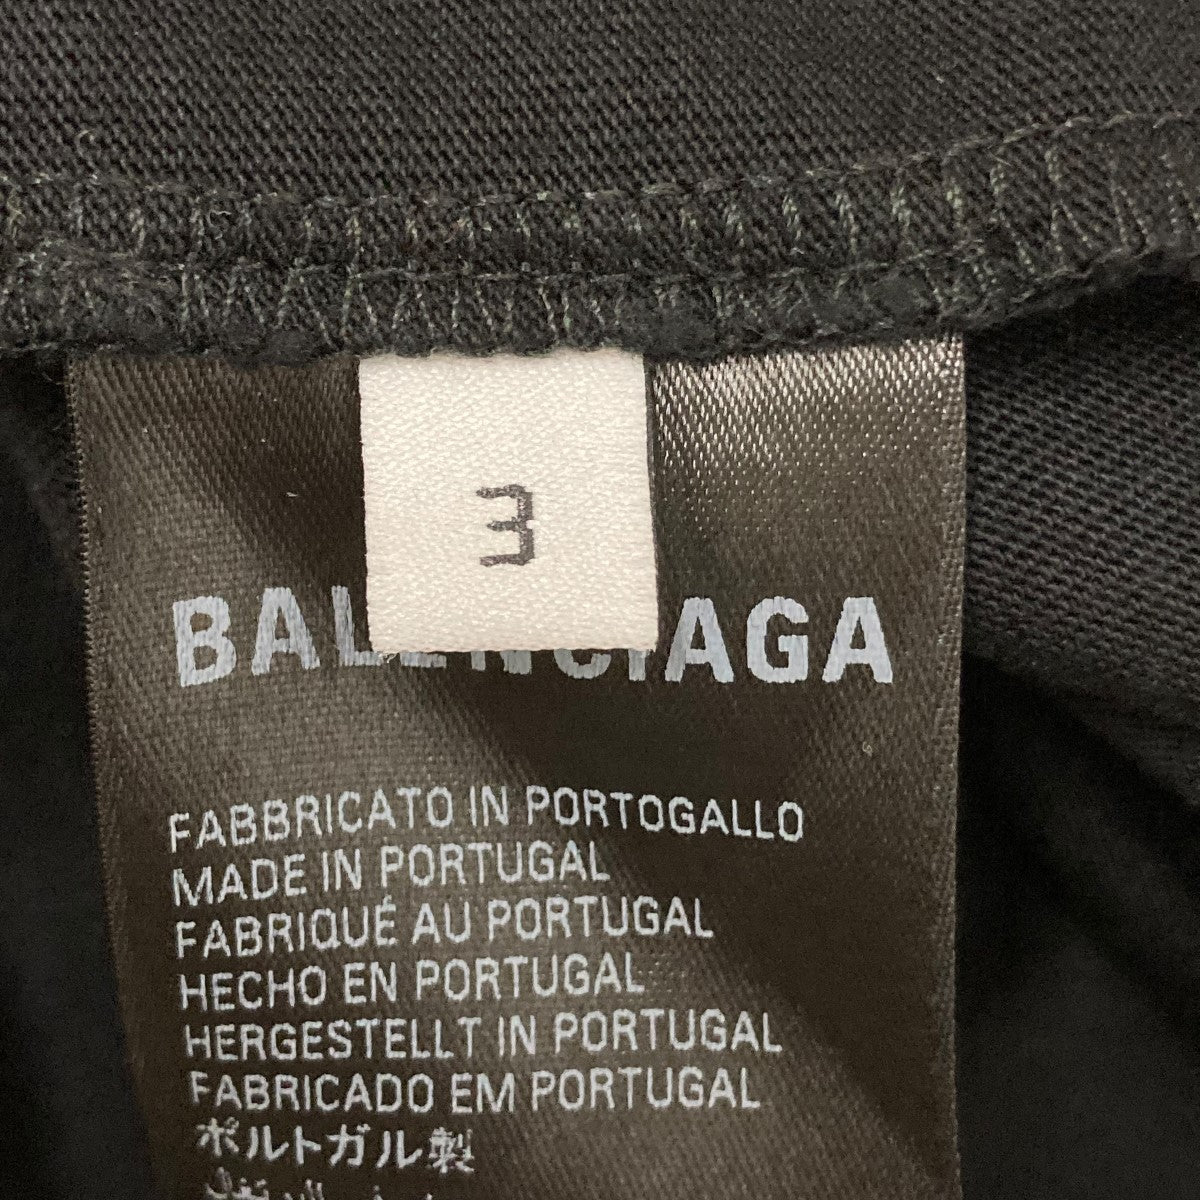 3
BALENCIAGA
FABBRICATO IN PORTOGALLO
MADE IN PORTUGAL
FABRIQUÉ AU PORTUGAL
HECHO EN PORTUGAL
HERGESTELLT IN PORTUGAL
FABRICADO EM PORTUGAL
ポルトガル製